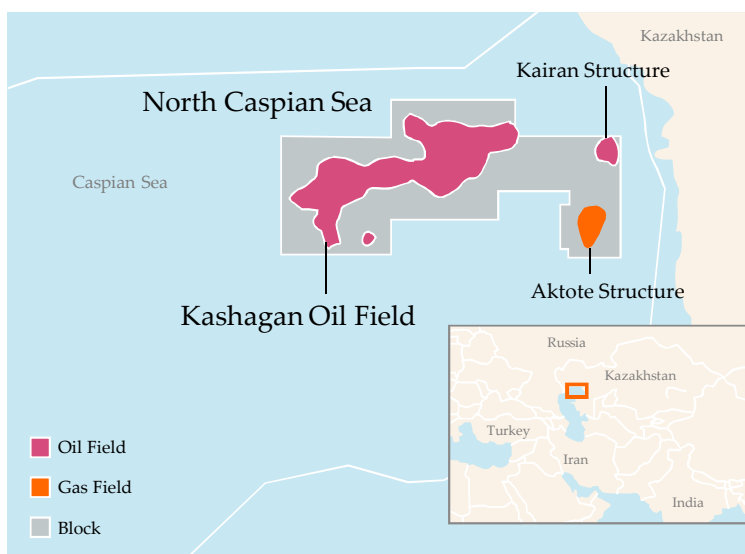 Kazakhstan
Kairan Structure
North Caspian Sea
Caspian Sea
Aktote Structure
Kashagan Oil Field
Russia
Kazakhstan
Turkey
Iran
India
Oil Field
Gas Field
Block